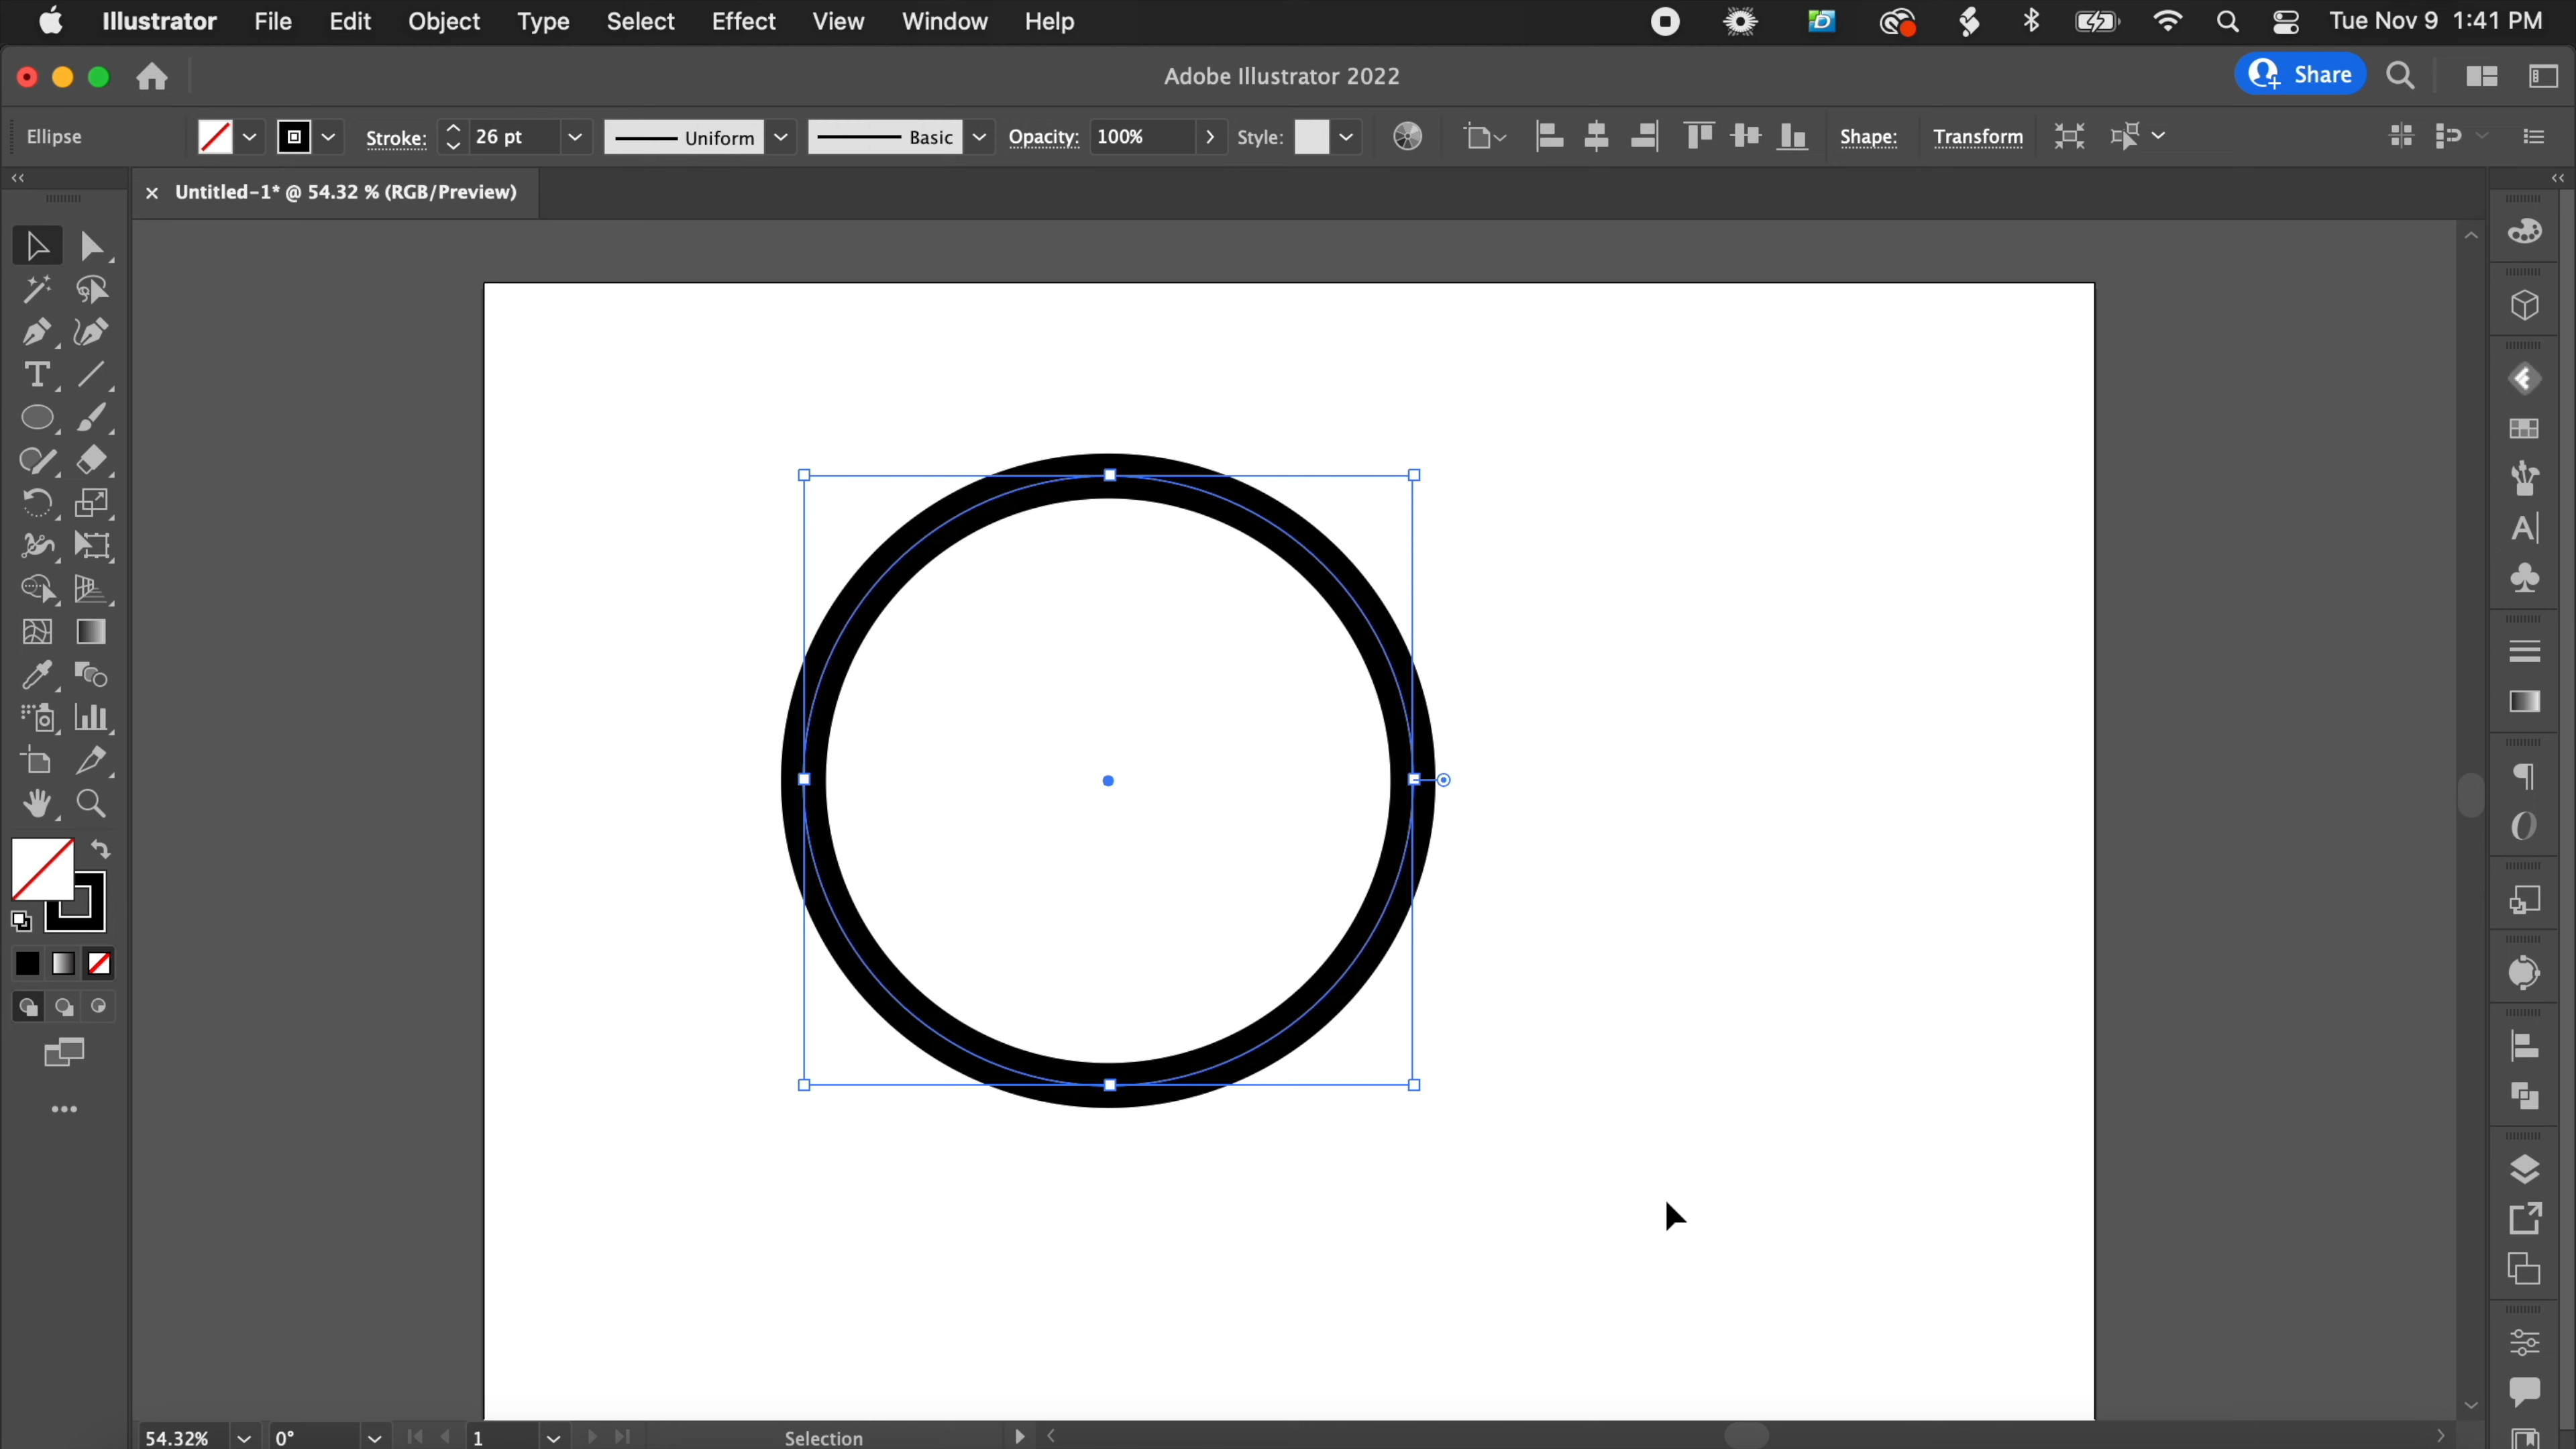 Illustrator File Edit Object Type Select Effect View Window Help Tue Nov 9 1:41 PM
Adobe Illustrator 2022 Share
Ellipse Stroke: 26 pt Uniform Basic Opacity: 100% Style: Shape: Transform
Untitled-1* @ 54.32 % (RGB/Preview)
54.32% 0° 1 Selection